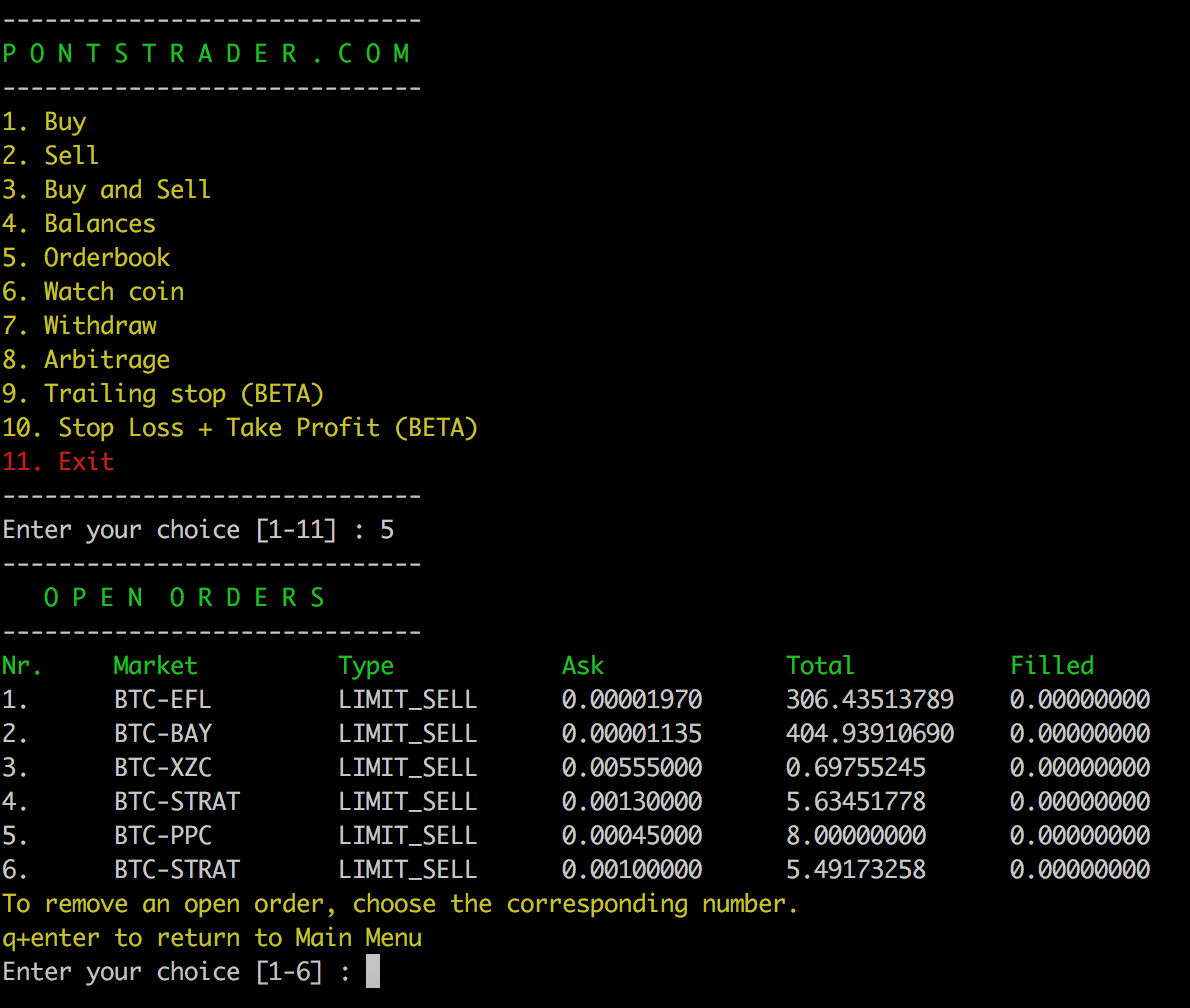 ------------------------------
P O N T S T R A D E R . C O M
------------------------------
1. Buy
2. Sell
3. Buy and Sell
4. Balances
5. Orderbook
6. Watch coin
7. Withdraw
8. Arbitrage
9. Trailing stop (BETA)
10. Stop Loss + Take Profit (BETA)
11. Exit
------------------------------
Enter your choice [1-11] : 5
------------------------------
   O P E N  O R D E R S
------------------------------
Nr.     Market          Type            Ask             Total           Filled
1.      BTC-EFL         LIMIT_SELL      0.00001970      306.43513789    0.00000000
2.      BTC-BAY         LIMIT_SELL      0.00001135      404.93910690    0.00000000
3.      BTC-XZC         LIMIT_SELL      0.00555000      0.69755245      0.00000000
4.      BTC-STRAT       LIMIT_SELL      0.00130000      5.63451778      0.00000000
5.      BTC-PPC         LIMIT_SELL      0.00045000      8.00000000      0.00000000
6.      BTC-STRAT       LIMIT_SELL      0.00100000      5.49173258      0.00000000
To remove an open order, choose the corresponding number.
q+enter to return to Main Menu
Enter your choice [1-6] :